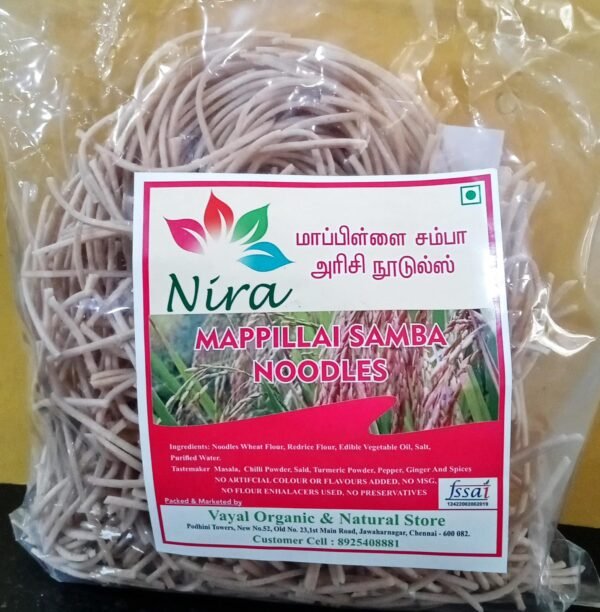 Nira
மாப்பிள்ளை சம்பா
அரிசி நூடுல்ஸ்
MAPPILLAI SAMBA
NOODLES
Ingredients: Noodles Wheat Flour, Redrice Flour, Edible Vegetable Oil, Salt,
Purified Water.
Tastemaker Masala, Chilli Powder, Sald, Turmeric Powder, Pepper, Ginger And Spices
NO ARTIFICAL COLOUR OR FLAVOURS ADDED, NO MSG,
NO FLOUR ENHALACERS USED, NO PRESERVATIVES
fssai
Packed & Marketed by
Vayal Organic & Natural Store
Podhini Towers, New No.52, Old No. 23,1st Main Road, Jawaharnagar, Chennai - 600 082.
Customer Cell : 8925408881